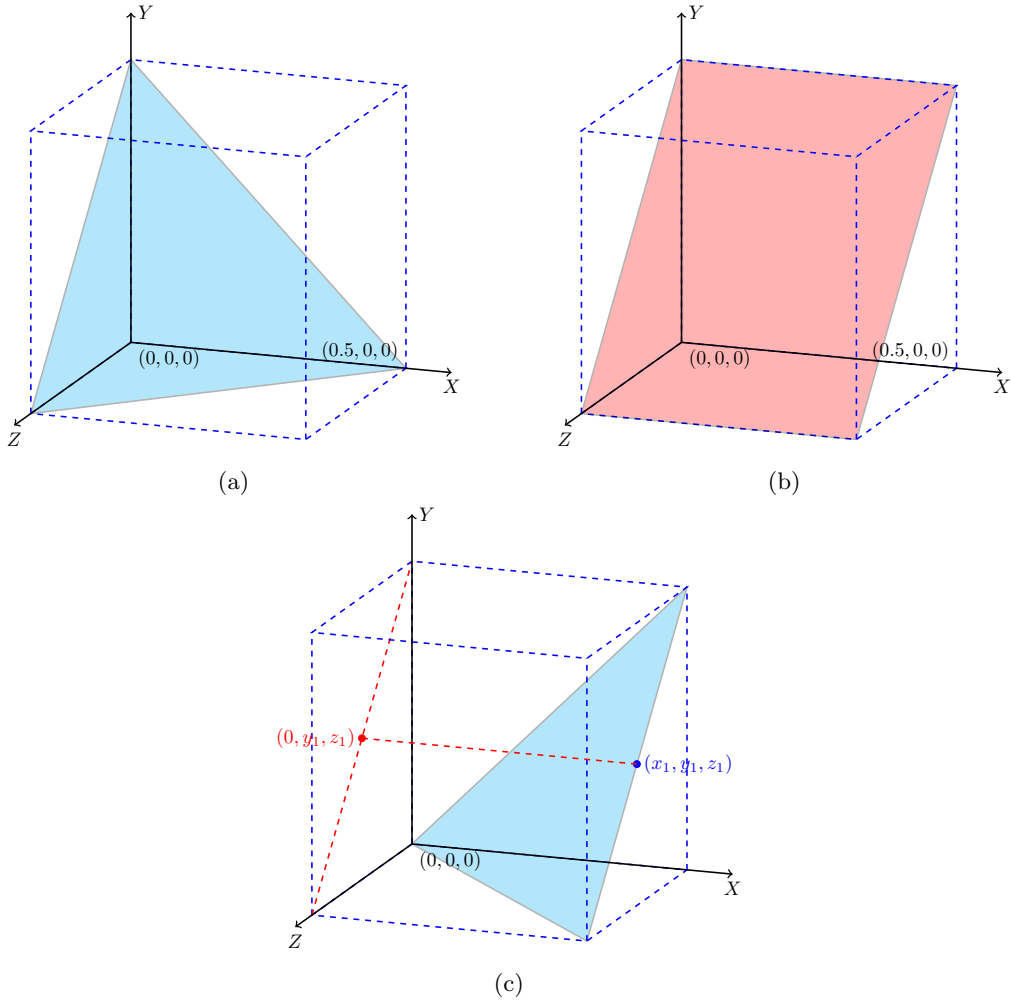 Y
(0.5, 0, 0)
(0, 0, 0)
X
Z
(a)
Y
(0.5, 0, 0)
(0, 0, 0)
X
Z
(b)
Y
(0, y₁, z₁)
(x₁, y₁, z₁)
(0, 0, 0)
X
Z
(c)